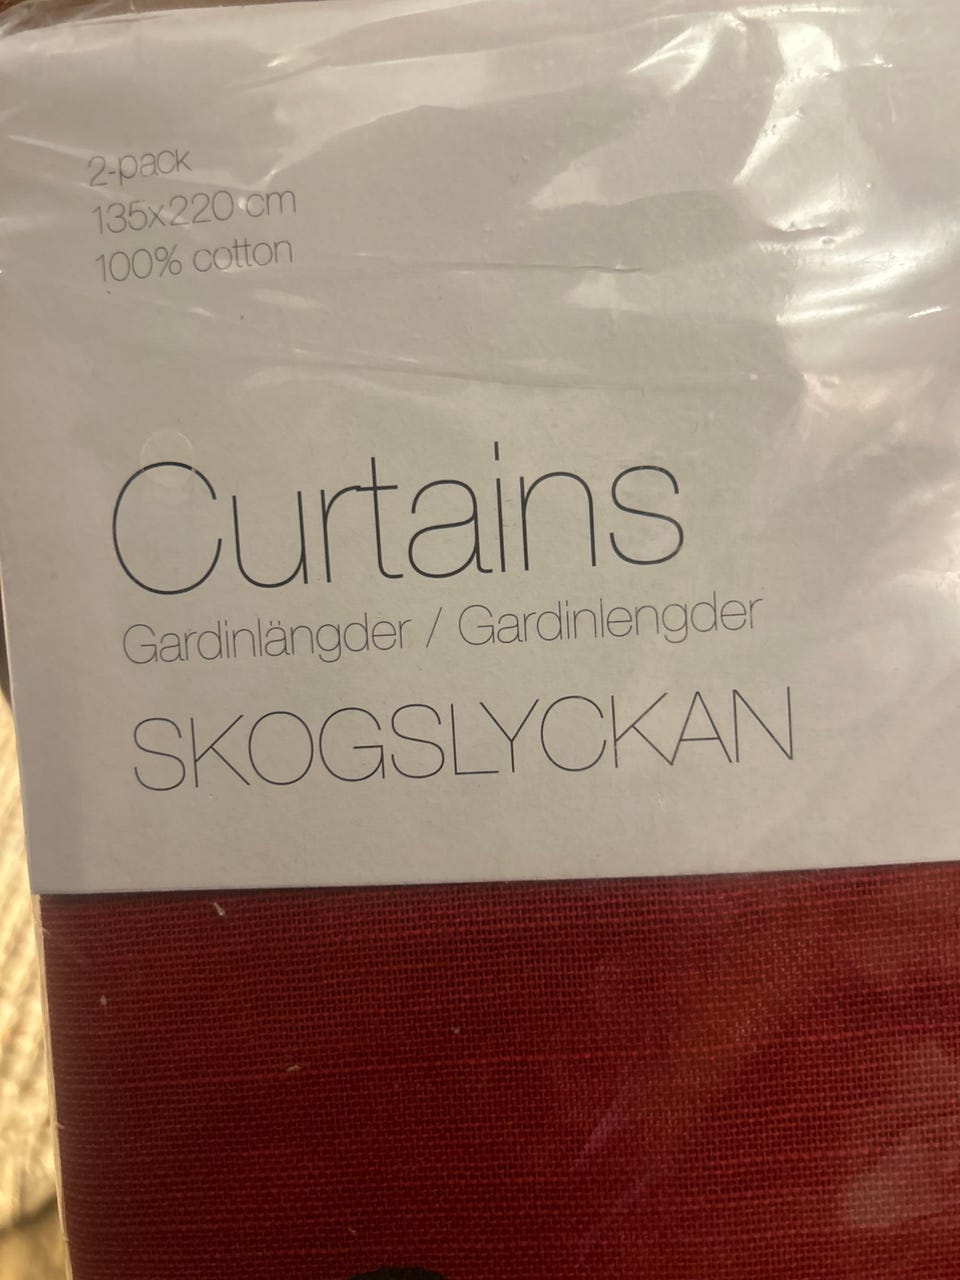 2-pack
135x220 cm
100% cotton
Curtains
Gardinlängder / Gardinlengder
SKOGSLYCKAN